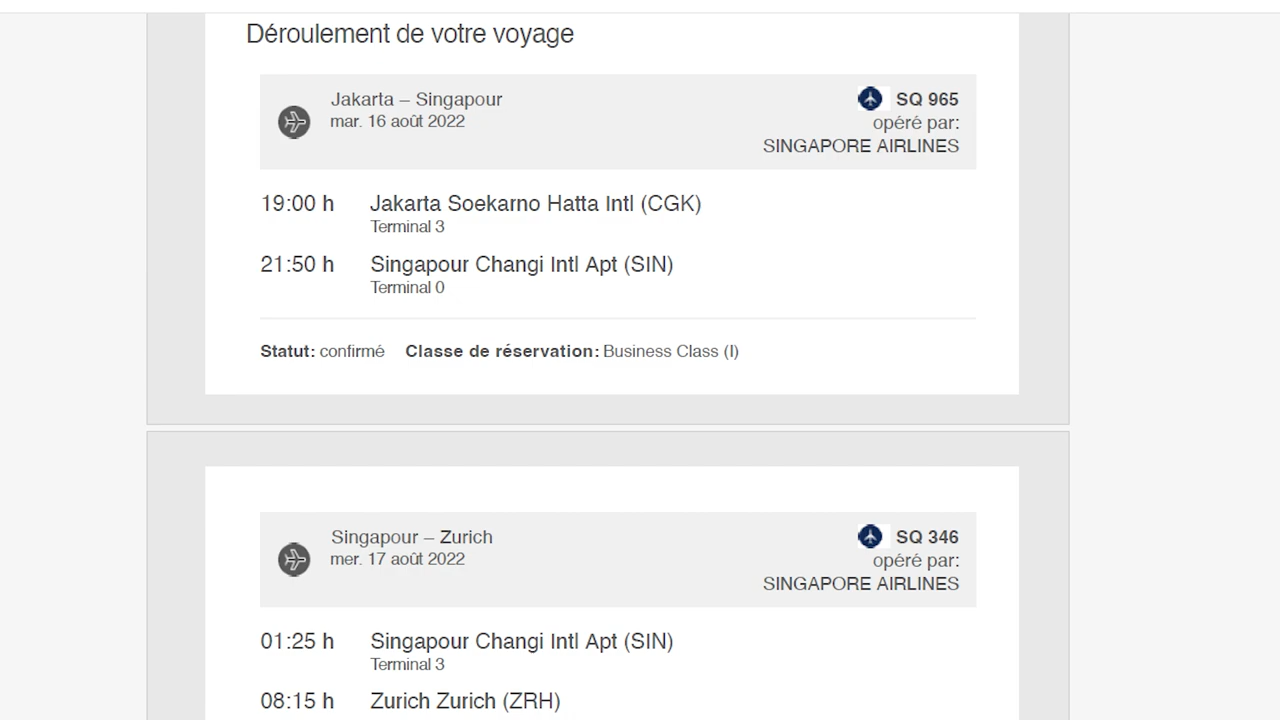 Déroulement de votre voyage
Jakarta – Singapour
mar. 16 août 2022
SQ 965
opéré par:
SINGAPORE AIRLINES
19:00 h Jakarta Soekarno Hatta Intl (CGK)
Terminal 3
21:50 h Singapour Changi Intl Apt (SIN)
Terminal 0
Statut: confirmé Classe de réservation: Business Class (I)
Singapour – Zurich
mer. 17 août 2022
SQ 346
opéré par:
SINGAPORE AIRLINES
01:25 h Singapour Changi Intl Apt (SIN)
Terminal 3
08:15 h Zurich Zurich (ZRH)